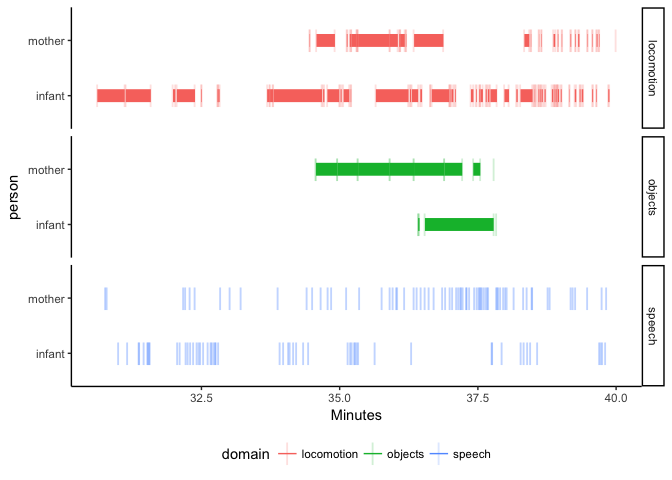 mother
infant
locomotion
mother
infant
objects
mother
infant
speech
person
32.5 35.0 37.5 40.0
Minutes
domain locomotion objects speech